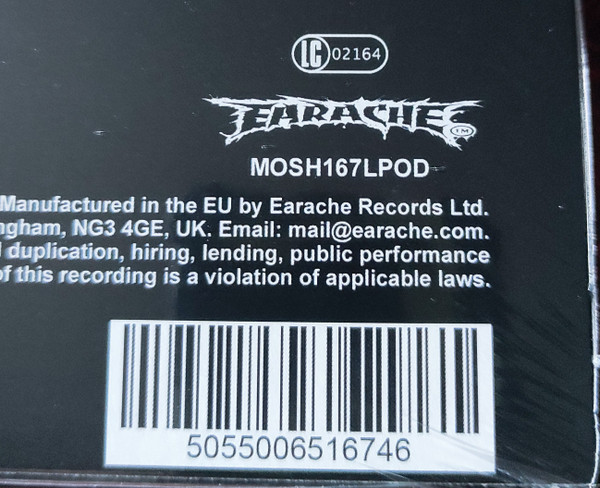 LC 02164
EARACHE TM
MOSH167LPOD
Manufactured in the EU by Earache Records Ltd.
ngham, NG3 4GE, UK. Email: mail@earache.com.
duplication, hiring, lending, public performance
of this recording is a violation of applicable laws.
5055006516746